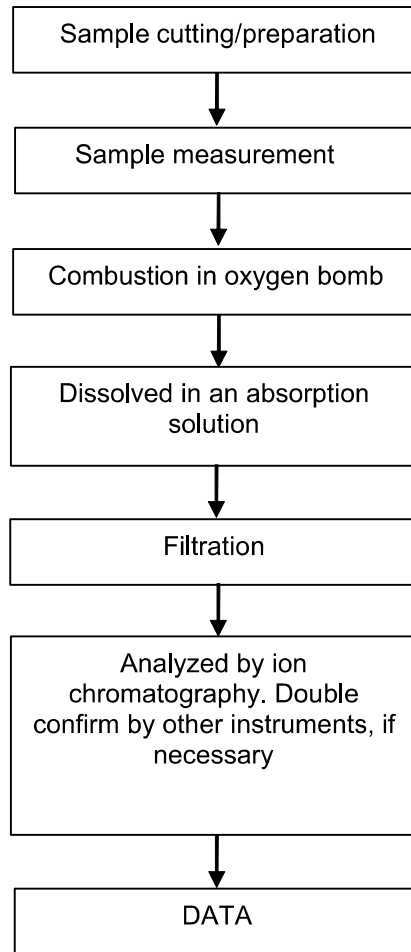 Sample cutting/preparation
Sample measurement
Combustion in oxygen bomb
Dissolved in an absorption
solution
Filtration
Analyzed by ion
chromatography. Double
confirm by other instruments, if
necessary
DATA